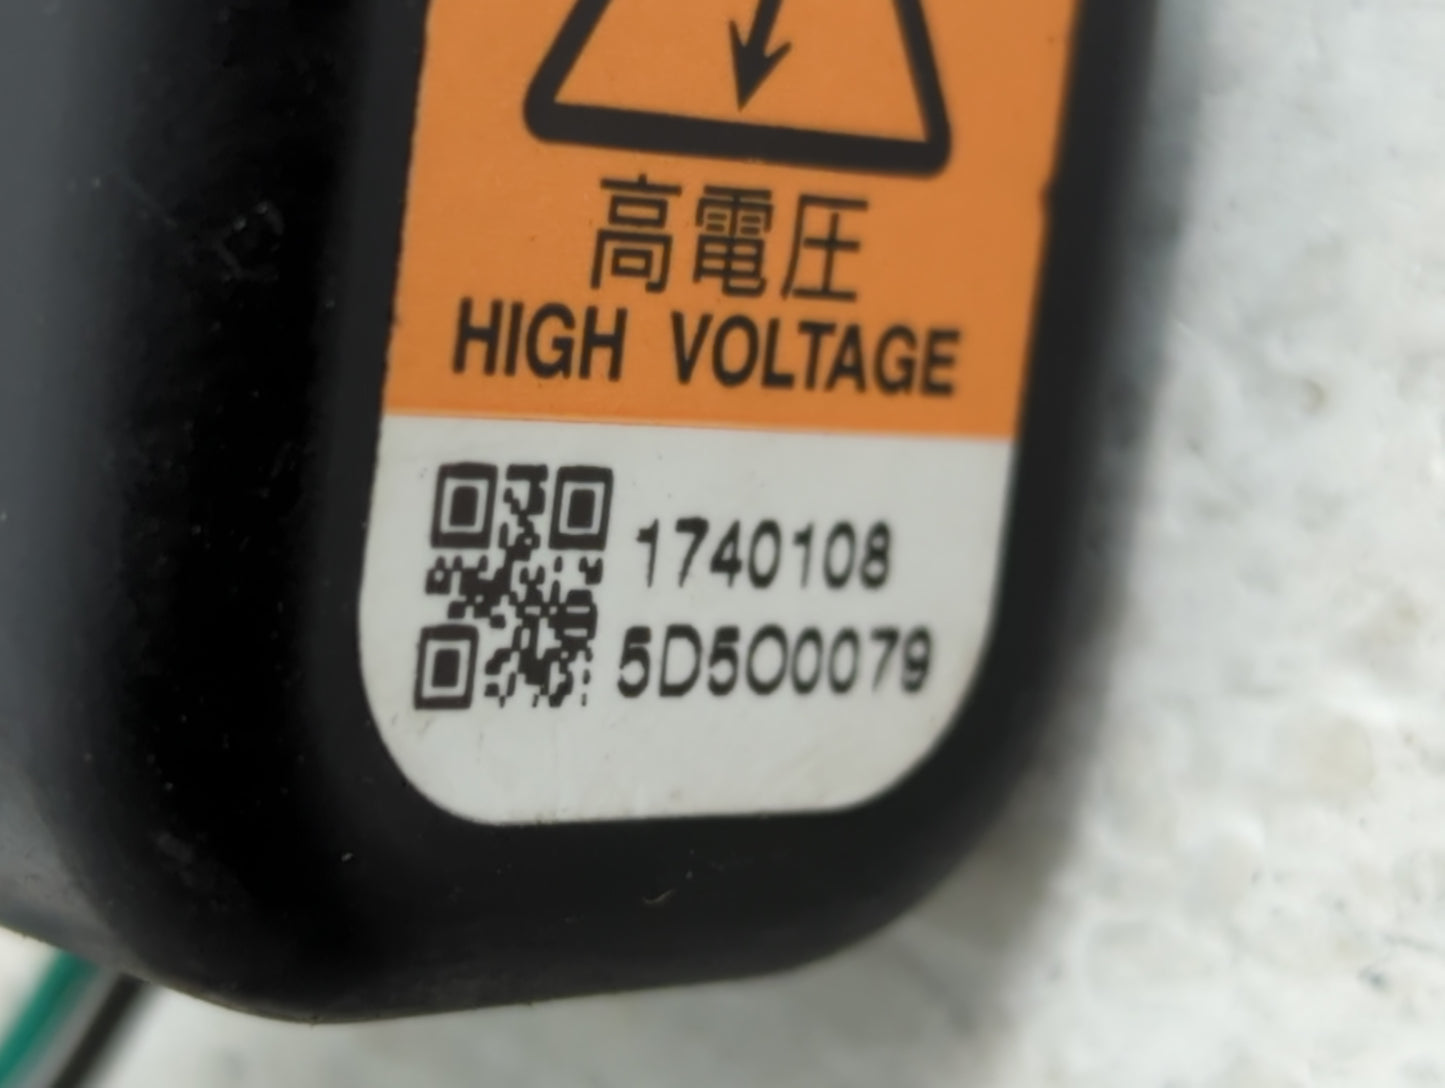 高電圧
HIGH VOLTAGE
1740108
5D5O0079